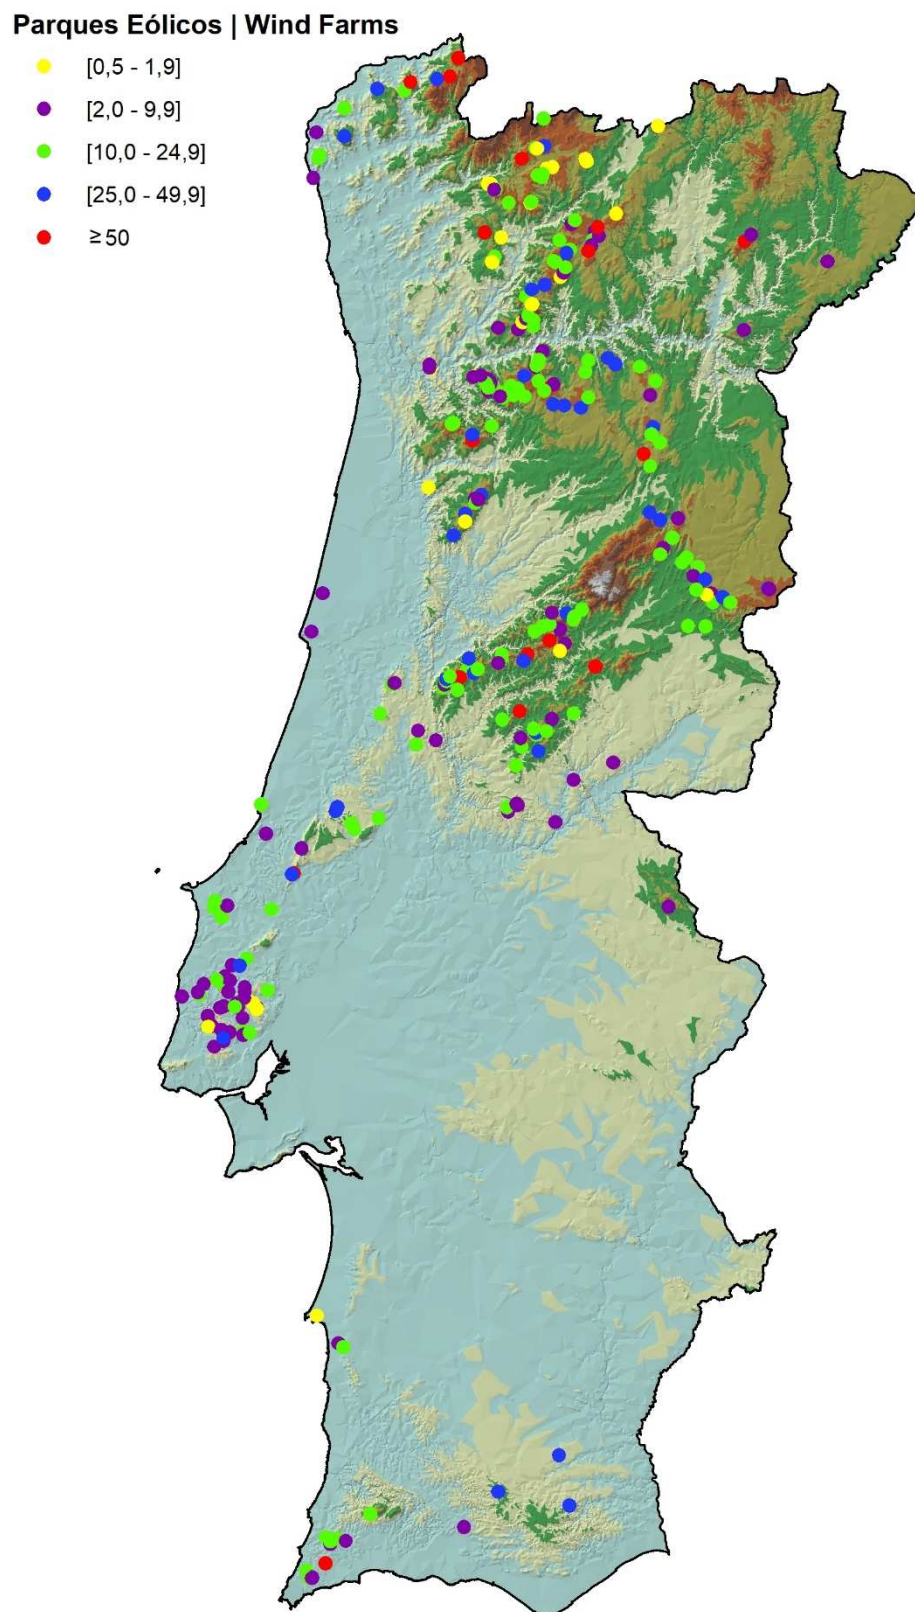 Parques Eólicos | Wind Farms
[0,5 - 1,9]
[2,0 - 9,9]
[10,0 - 24,9]
[25,0 - 49,9]
≥ 50